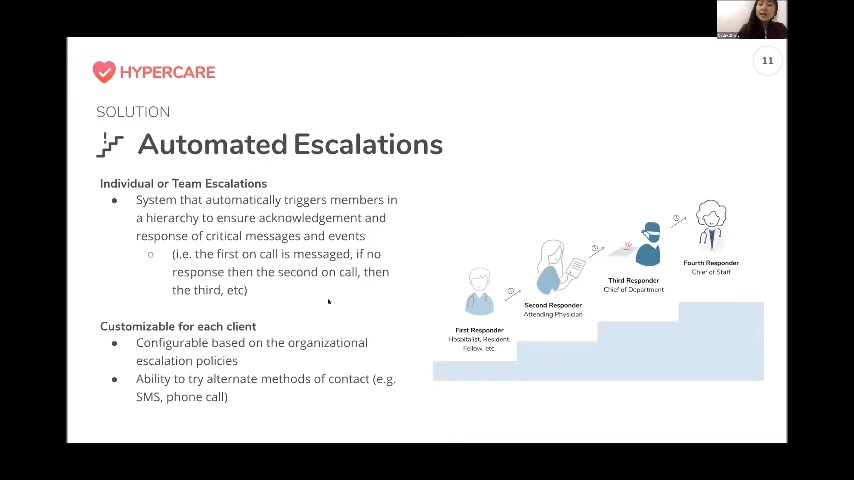 HYPERCARE
11
SOLUTION
Automated Escalations
Individual or Team Escalations
● System that automatically triggers members in
a hierarchy to ensure acknowledgement and
response of critical messages and events
○ (i.e. the first on call is messaged, if no
response then the second on call, then
the third, etc)
Customizable for each client
● Configurable based on the organizational
escalation policies
● Ability to try alternate methods of contact (e.g.
SMS, phone call)
First Responder
Hospitalist, Resident,
Fellow, etc.
Second Responder
Attending Physician
Third Responder
Chief of Department
Fourth Responder
Chief of Staff